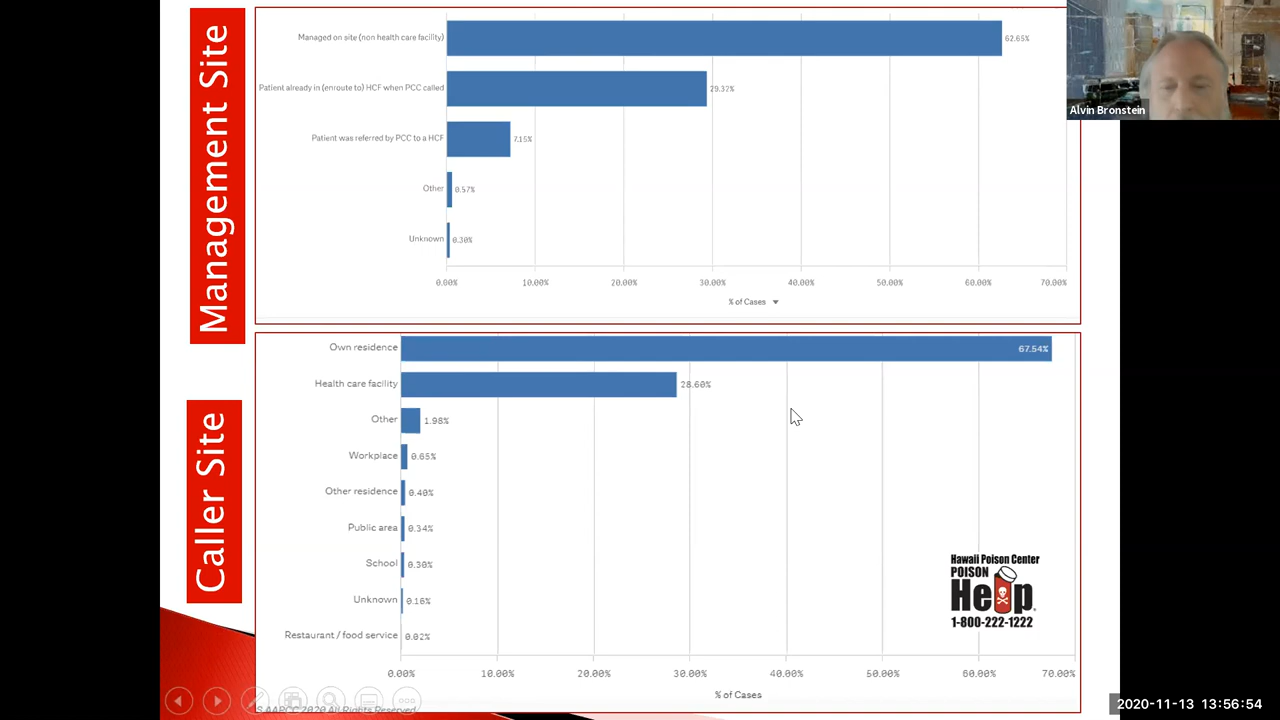 Management Site
Managed on site (non health care facility) 62.65%
Patient already in (enroute to) HCF when PCC called 29.32%
Patient was referred by PCC to a HCF 7.15%
Other 0.57%
Unknown 0.30%
0.00% 10.00% 20.00% 30.00% 40.00% 50.00% 60.00% 70.00%
% of Cases
Alvin Bronstein
Caller Site
Own residence 67.54%
Health care facility 28.60%
Other 1.98%
Workplace 0.65%
Other residence 0.40%
Public area 0.34%
School 0.30%
Unknown 0.16%
Restaurant / food service 0.02%
0.00% 10.00% 20.00% 30.00% 40.00% 50.00% 60.00% 70.00%
% of Cases
Hawaii Poison Center
POISON
Help
1-800-222-1222
2020 All Rights Reserved
2020-11-13 13:56:54